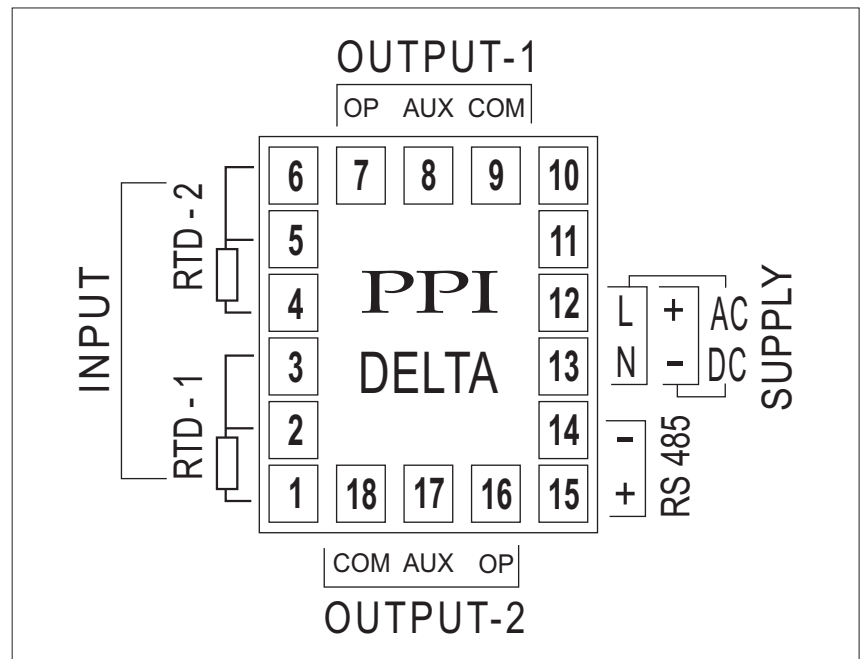 OUTPUT-1
OP AUX COM
6 7 8 9 10
5 11
4 12
3 13
2 14
1 18 17 16 15
PPI
DELTA
INPUT
RTD - 2
RTD - 1
L + AC
N - DC
SUPPLY
-
+
RS 485
COM AUX OP
OUTPUT-2